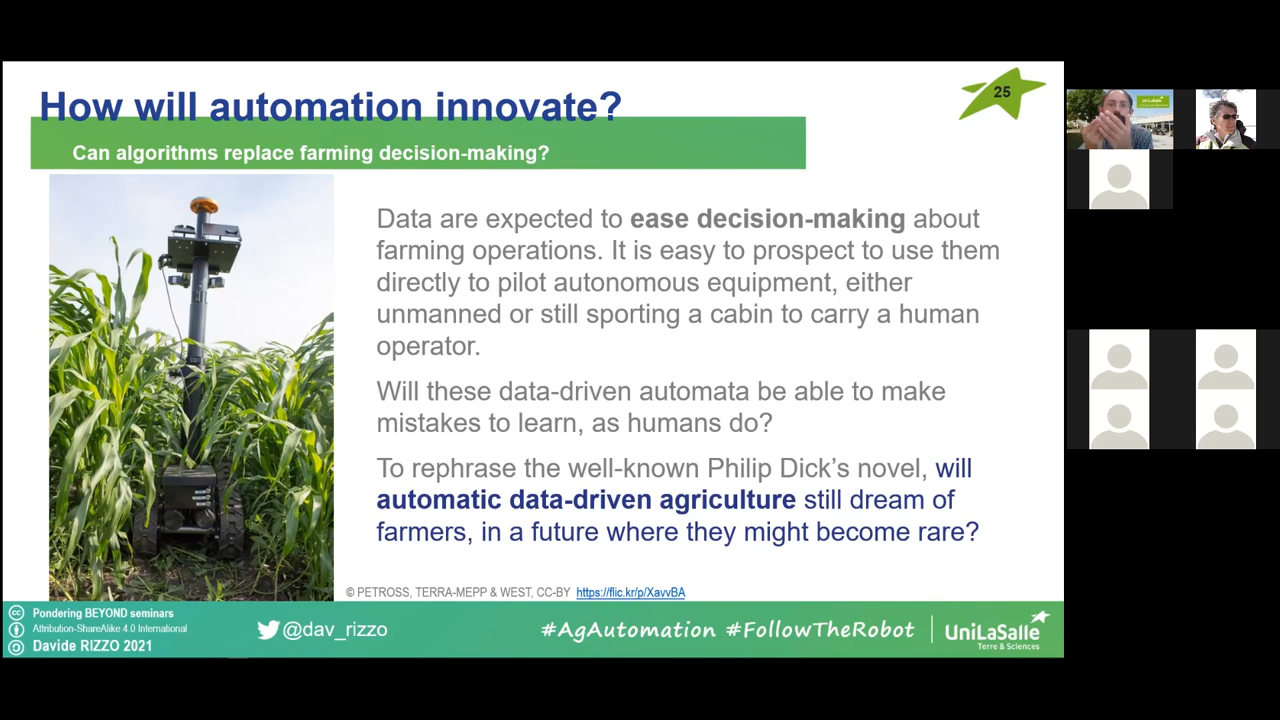 How will automation innovate?
25
Can algorithms replace farming decision-making?
Data are expected to ease decision-making about
farming operations. It is easy to prospect to use them
directly to pilot autonomous equipment, either
unmanned or still sporting a cabin to carry a human
operator.
Will these data-driven automata be able to make
mistakes to learn, as humans do?
To rephrase the well-known Philip Dick’s novel, will
automatic data-driven agriculture still dream of
farmers, in a future where they might become rare?
© PETROSS, TERRA-MEPP & WEST, CC-BY https://flic.kr/p/XavvBA
Pondering BEYOND seminars
Attribution-ShareAlike 4.0 International
Davide RIZZO 2021
@dav_rizzo
#AgAutomation #FollowTheRobot
UniLaSalle
Terre & Sciences
UniLaSalle